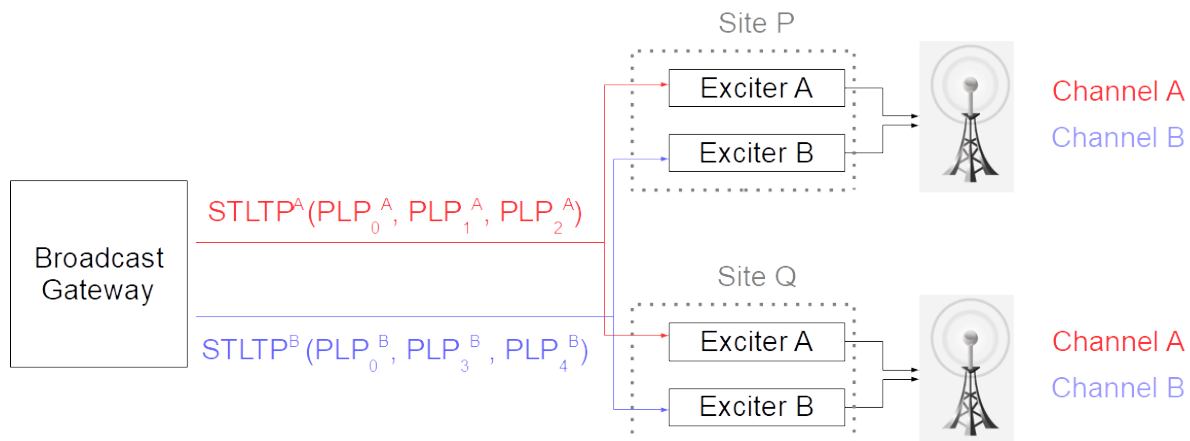 Site P
Exciter A
Exciter B
Channel A
Channel B
Broadcast
Gateway
STLTPᴬ(PLP₀ᴬ, PLP₁ᴬ, PLP₂ᴬ)
STLTPᴮ(PLP₀ᴮ, PLP₃ᴮ , PLP₄ᴮ)
Site Q
Exciter A
Exciter B
Channel A
Channel B